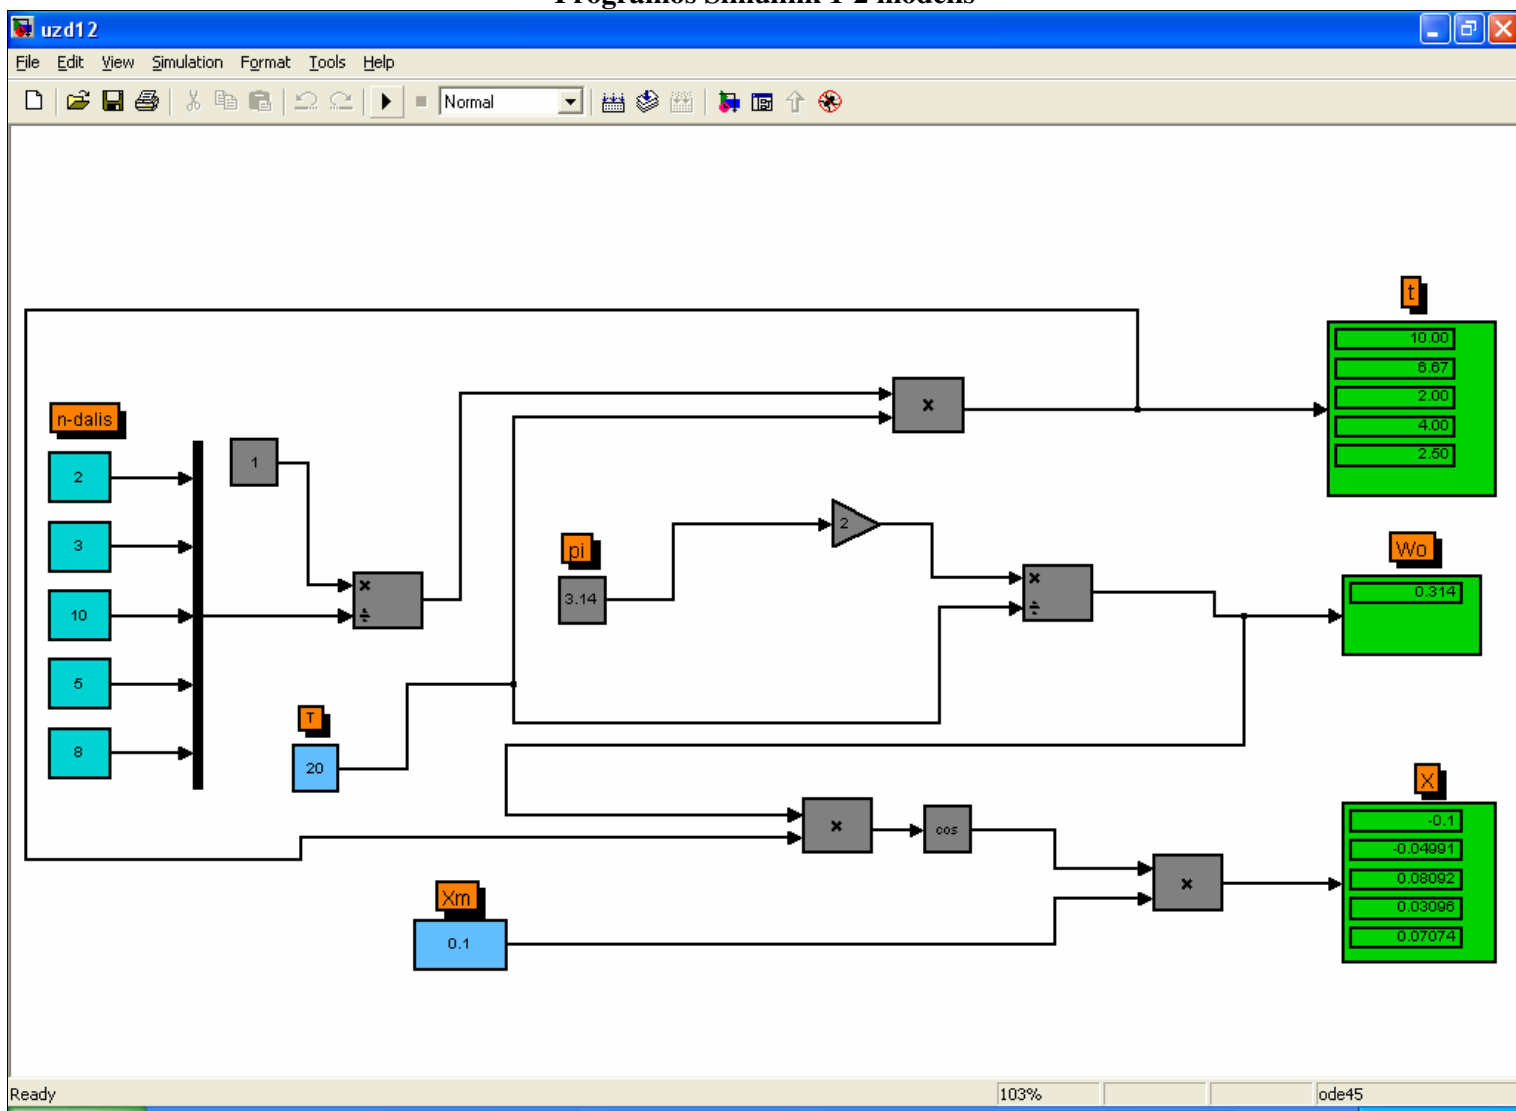 uzd12
File Edit View Simulation Format Tools Help
Normal
t
10.00
6.67
2.00
4.00
2.50
n-dalis
2
3
10
5
8
1
×
÷
×
pi
3.14
2
×
÷
Wo
0.314
T
20
×
cos
×
Xm
0.1
X
-0.1
-0.04991
0.08092
0.03096
0.07074
Ready 103% ode45